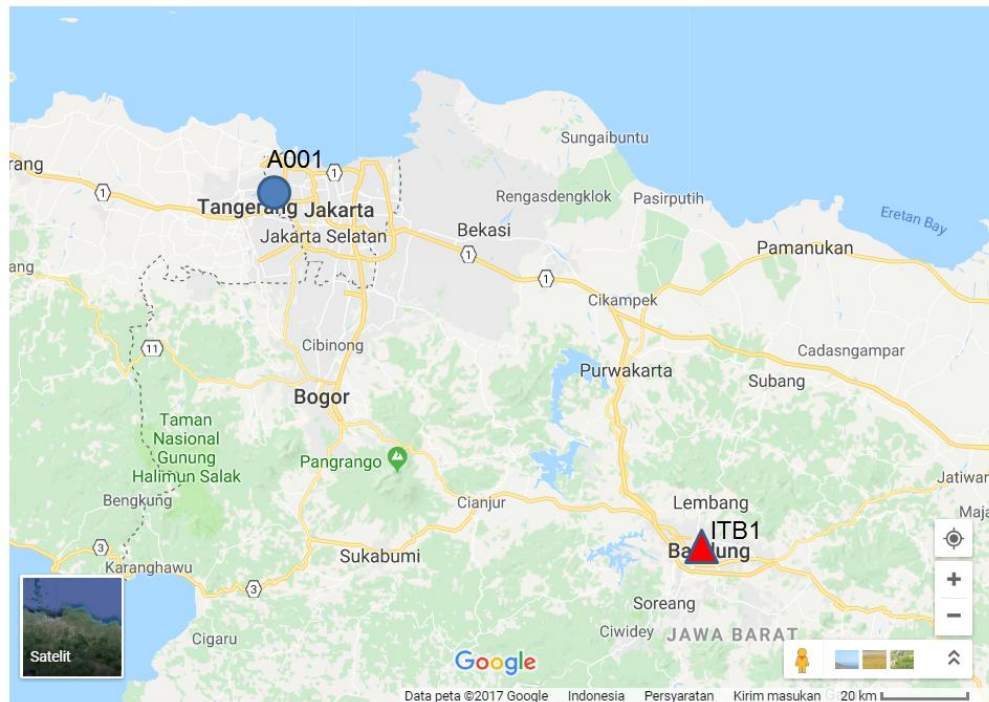 Sungaibuntu
A001
1
rang
Rengasdengklok
Pasirputih
1
Tangerang
Jakarta
Eretan Bay
Jakarta Selatan
Bekasi
1
Pamanukan
ang
1
Cikampek
Cibinong
11
Cadasngampar
Purwakarta
Subang
Bogor
Taman
Nasional
Gunung
Halimun Salak
Pangrango
Jatiwan
Bengkung
Cianjur
Lembang
Maja
ITB1
3
Sukabumi
Karanghawu
3
Soreang
Cigaru
Ciwidey
JAWA BARAT
Satelit
Google
Data peta ©2017 Google Indonesia Persyaratan Kirim masukan 20 km